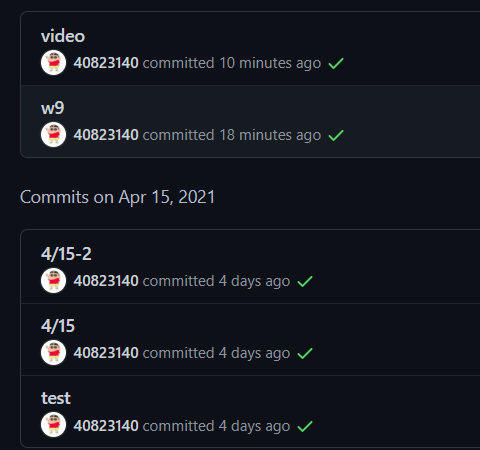 video
40823140 committed 10 minutes ago
w9
40823140 committed 18 minutes ago
Commits on Apr 15, 2021
4/15-2
40823140 committed 4 days ago
4/15
40823140 committed 4 days ago
test
40823140 committed 4 days ago